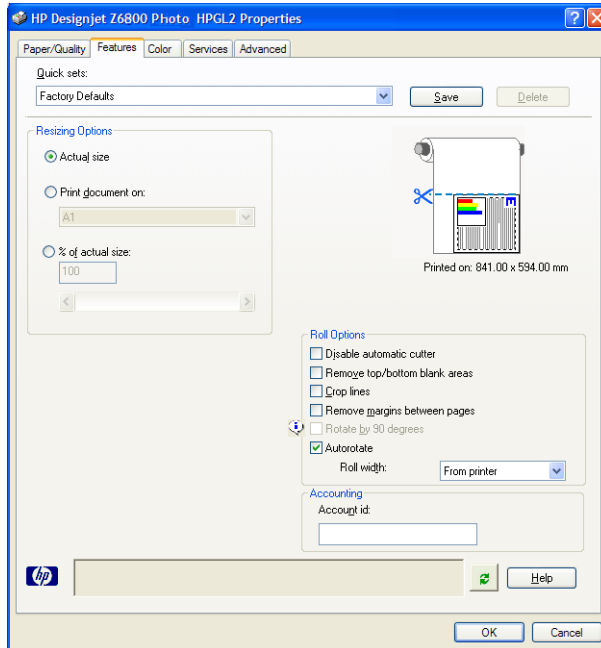 HP Designjet Z6800 Photo HPGL2 Properties
Paper/Quality Features Color Services Advanced
Quick sets:
Factory Defaults Save Delete
Resizing Options
Actual size
Print document on:
A1
% of actual size:
100
E
Printed on: 841.00 x 594.00 mm
Roll Options
Disable automatic cutter
Remove top/bottom blank areas
Crop lines
Remove margins between pages
Rotate by 90 degrees
Autorotate
Roll width: From printer
Accounting
Account id:
hp Help
OK Cancel